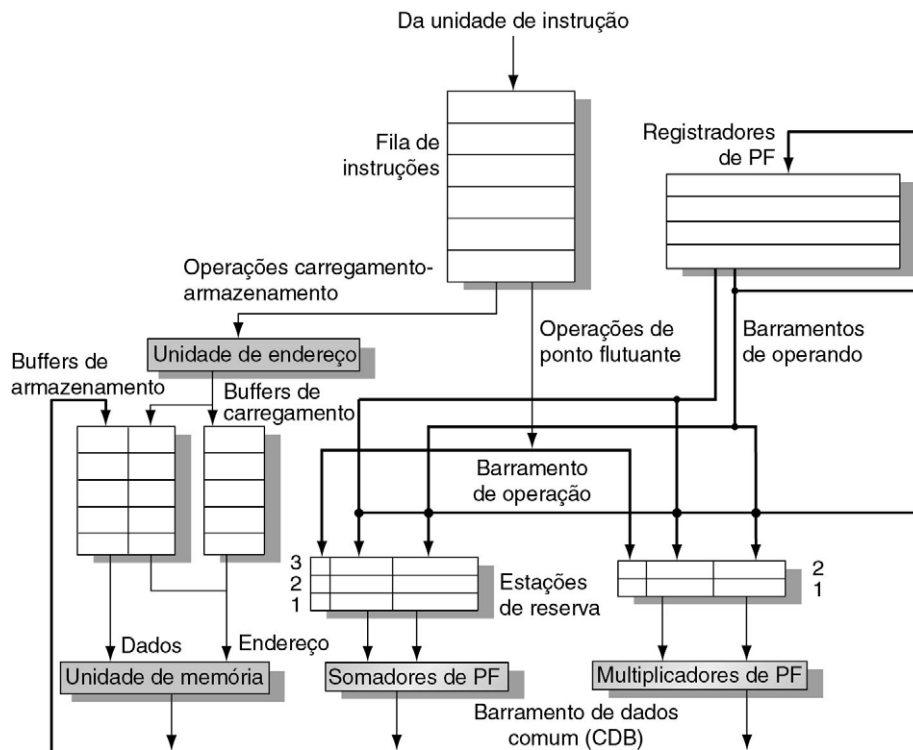 Da unidade de instrução
Fila de
instruções
Registradores
de PF
Operações carregamento-
armazenamento
Unidade de endereço
Operações de
ponto flutuante
Barramentos
de operando
Buffers de
armazenamento
Buffers de
carregamento
Barramento
de operação
3
2
1
Estações
de reserva
2
1
Dados
Endereço
Unidade de memória
Somadores de PF
Multiplicadores de PF
Barramento de dados
comum (CDB)